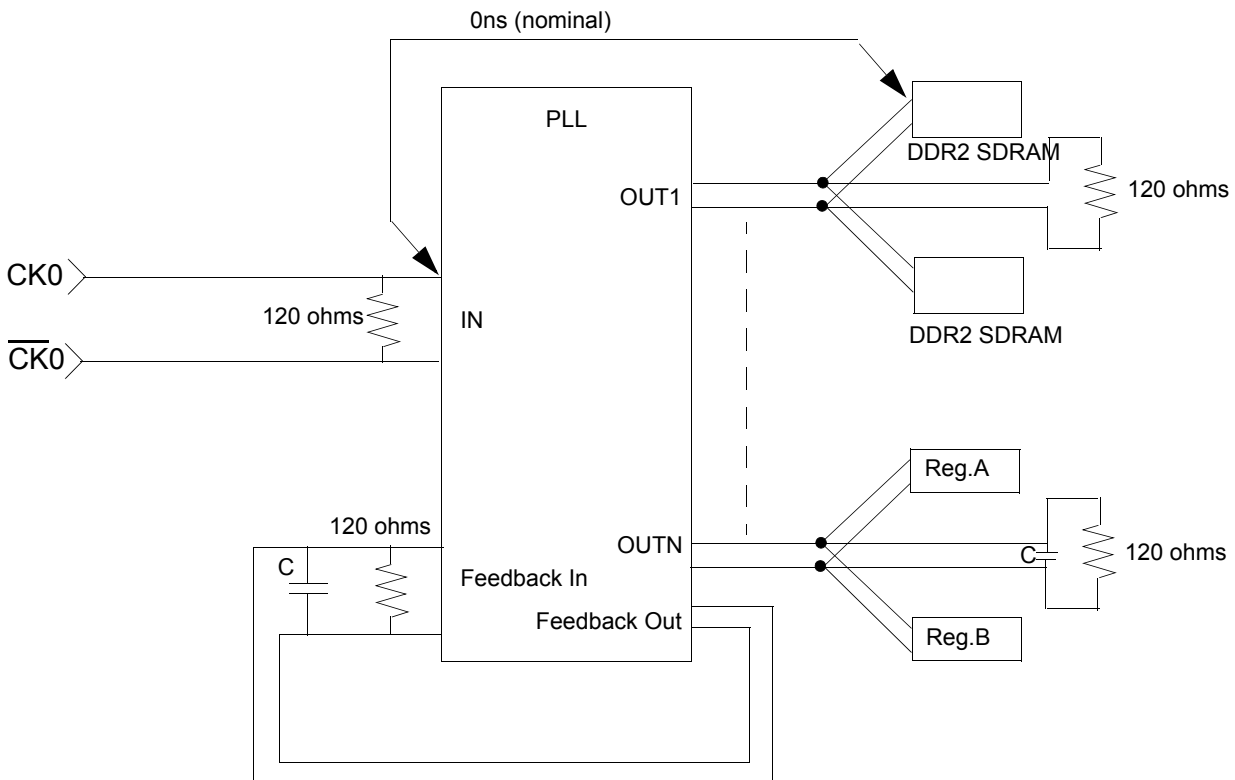 0ns (nominal)
PLL
DDR2 SDRAM
OUT1
120 ohms
CK0
120 ohms
IN
C̅K̅0
DDR2 SDRAM
Reg.A
120 ohms
OUTN
C
120 ohms
C
Feedback In
Feedback Out
Reg.B